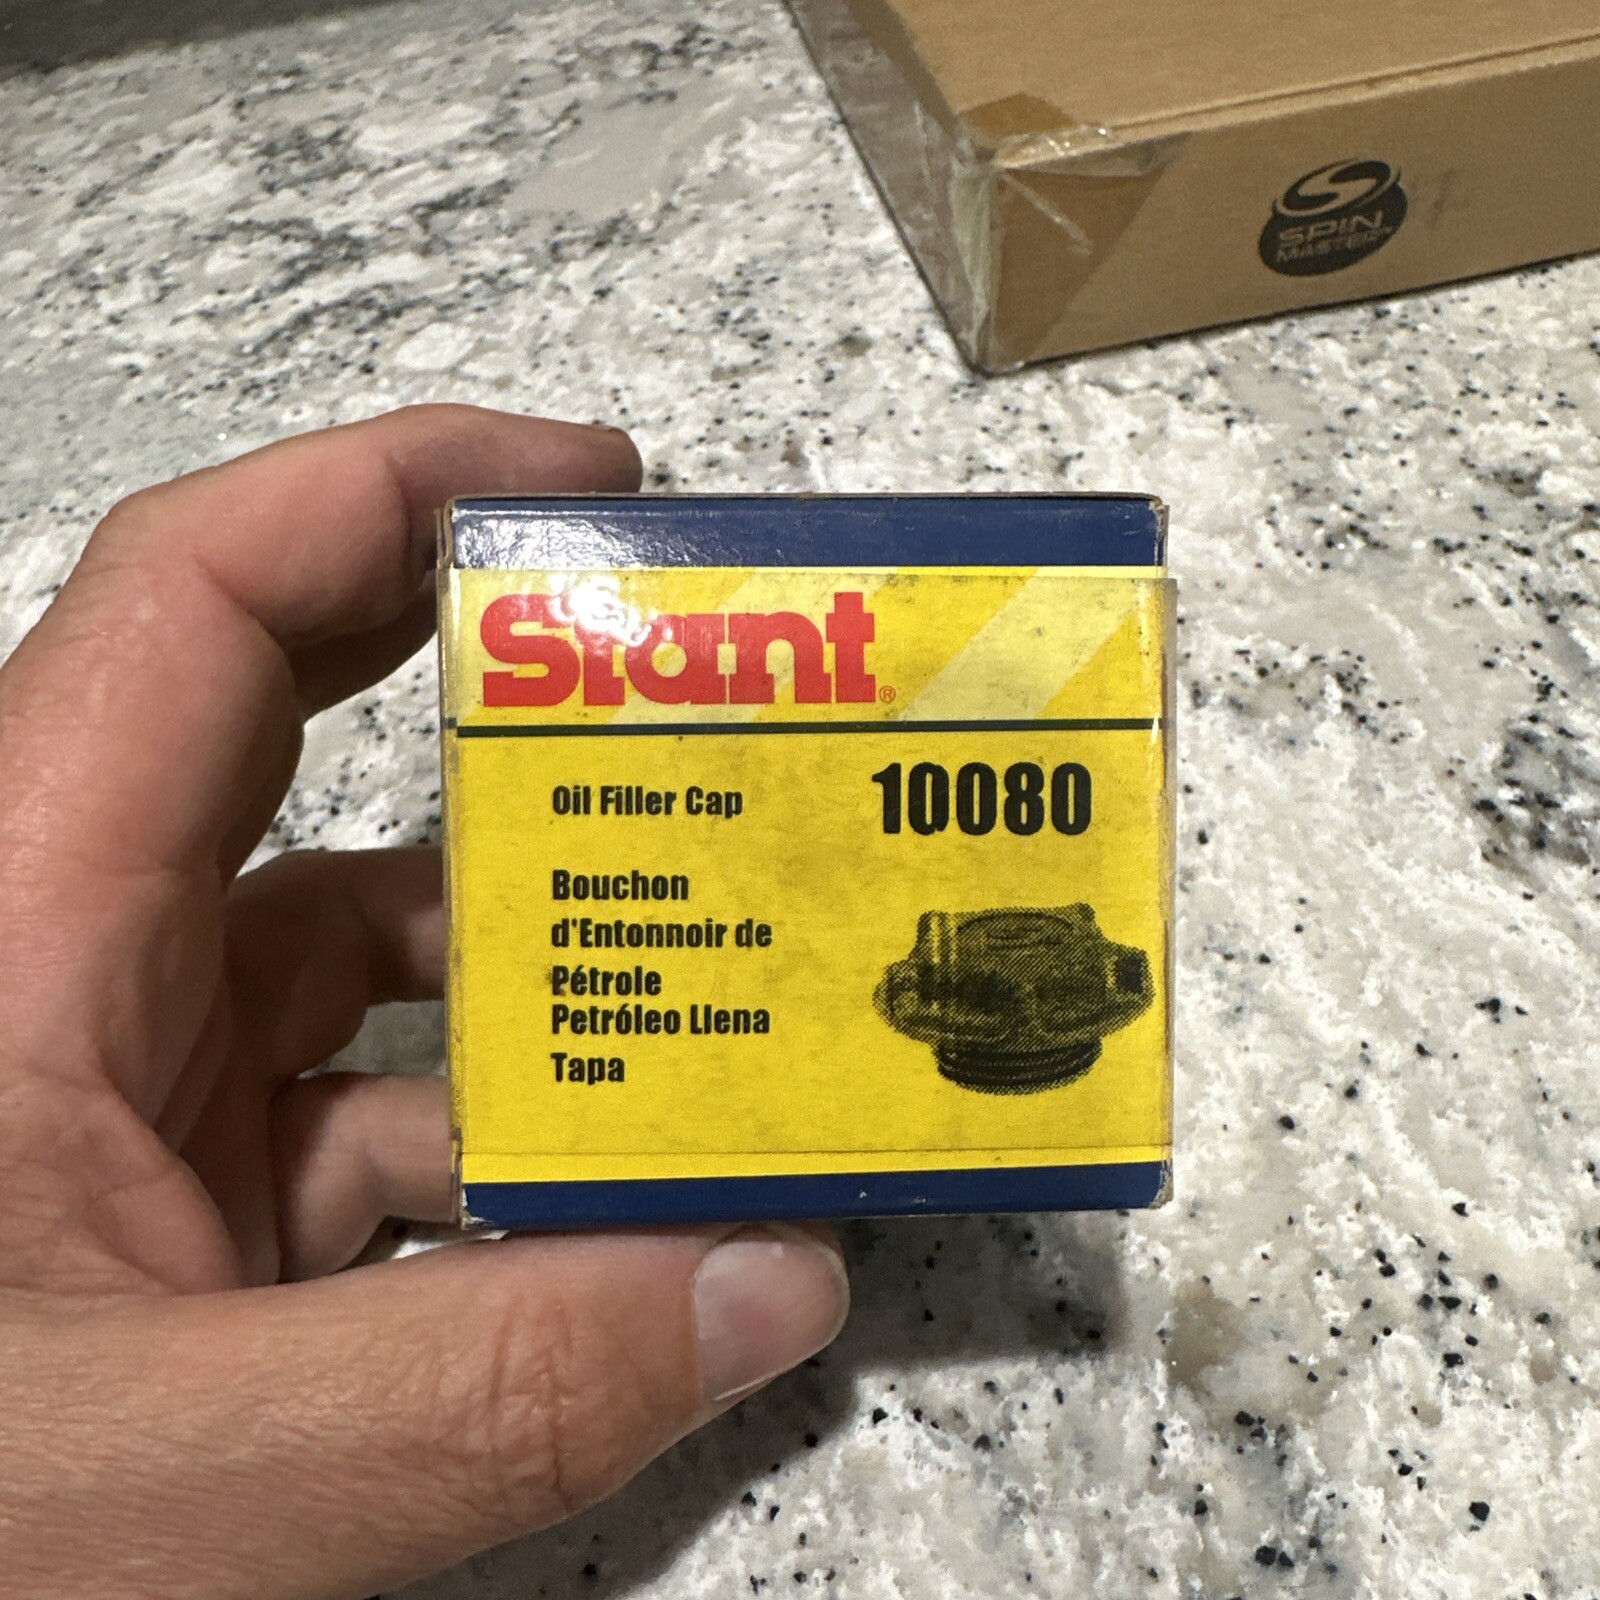 SPIN
MASTER
Stant®
Oil Filler Cap
10080
Bouchon
d'Entonnoir de
Pétrole
Petróleo Llena
Tapa